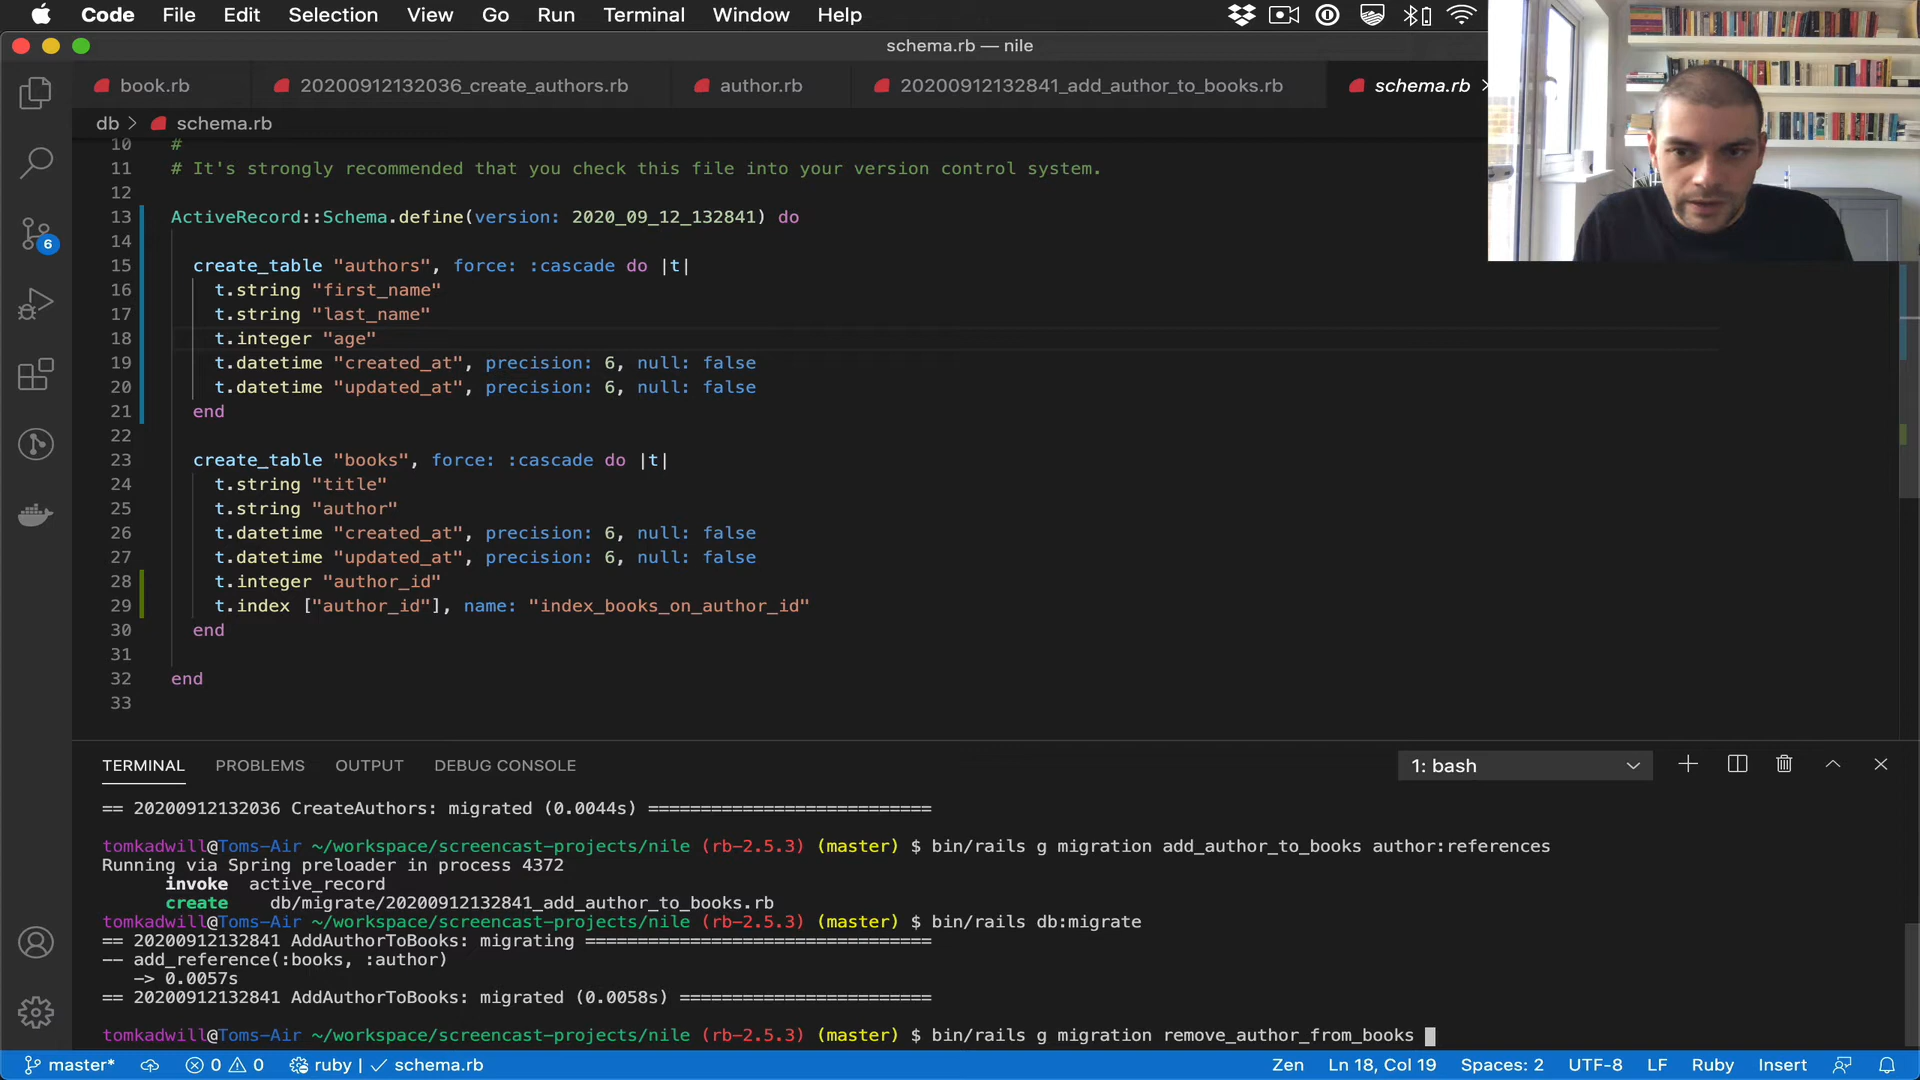 Code File Edit Selection View Go Run Terminal Window Help
schema.rb — nile
book.rb 20200912132036_create_authors.rb author.rb 20200912132841_add_author_to_books.rb schema.rb
db > schema.rb
10 #
11 # It's strongly recommended that you check this file into your version control system.
12
13 ActiveRecord::Schema.define(version: 2020_09_12_132841) do
14
15 create_table "authors", force: :cascade do |t|
16 t.string "first_name"
17 t.string "last_name"
18 t.integer "age"
19 t.datetime "created_at", precision: 6, null: false
20 t.datetime "updated_at", precision: 6, null: false
21 end
22
23 create_table "books", force: :cascade do |t|
24 t.string "title"
25 t.string "author"
26 t.datetime "created_at", precision: 6, null: false
27 t.datetime "updated_at", precision: 6, null: false
28 t.integer "author_id"
29 t.index ["author_id"], name: "index_books_on_author_id"
30 end
31
32 end
33
6
TERMINAL PROBLEMS OUTPUT DEBUG CONSOLE 1: bash
== 20200912132036 CreateAuthors: migrated (0.0044s) ===========================
tomkadwill@Toms-Air ~/workspace/screencast-projects/nile (rb-2.5.3) (master) $ bin/rails g migration add_author_to_books author:references
Running via Spring preloader in process 4372
invoke active_record
create db/migrate/20200912132841_add_author_to_books.rb
tomkadwill@Toms-Air ~/workspace/screencast-projects/nile (rb-2.5.3) (master) $ bin/rails db:migrate
== 20200912132841 AddAuthorToBooks: migrating =================================
-- add_reference(:books, :author)
-> 0.0057s
== 20200912132841 AddAuthorToBooks: migrated (0.0058s) ========================
tomkadwill@Toms-Air ~/workspace/screencast-projects/nile (rb-2.5.3) (master) $ bin/rails g migration remove_author_from_books
master* 0 0 ruby | ✓ schema.rb Zen Ln 18, Col 19 Spaces: 2 UTF-8 LF Ruby Insert